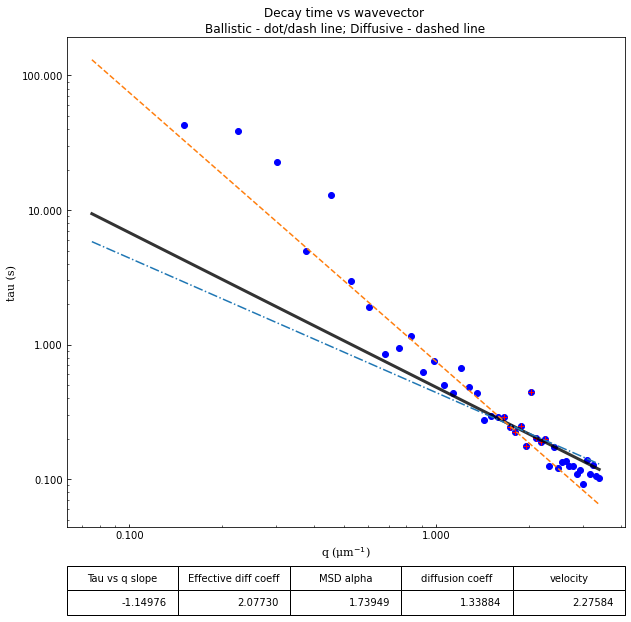 Decay time vs wavevector
Ballistic - dot/dash line; Diffusive - dashed line
100.000
10.000
1.000
0.100
tau (s)
0.100 1.000
q (μm⁻¹)
Tau vs q slope Effective diff coeff MSD alpha diffusion coeff velocity
-1.14976 2.07730 1.73949 1.33884 2.27584